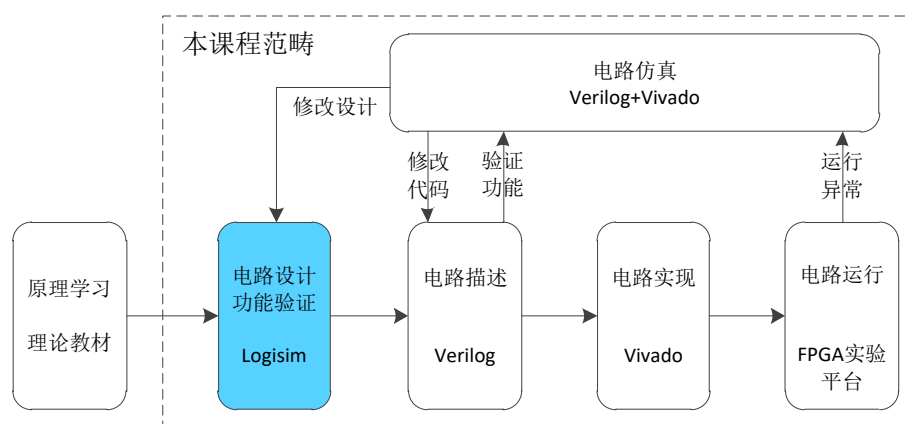 本课程范畴
电路仿真
Verilog+Vivado
修改设计
修改
代码
验证
功能
运行
异常
原理学习
理论教材
电路设计
功能验证
Logisim
电路描述
Verilog
电路实现
Vivado
电路运行
FPGA实验
平台